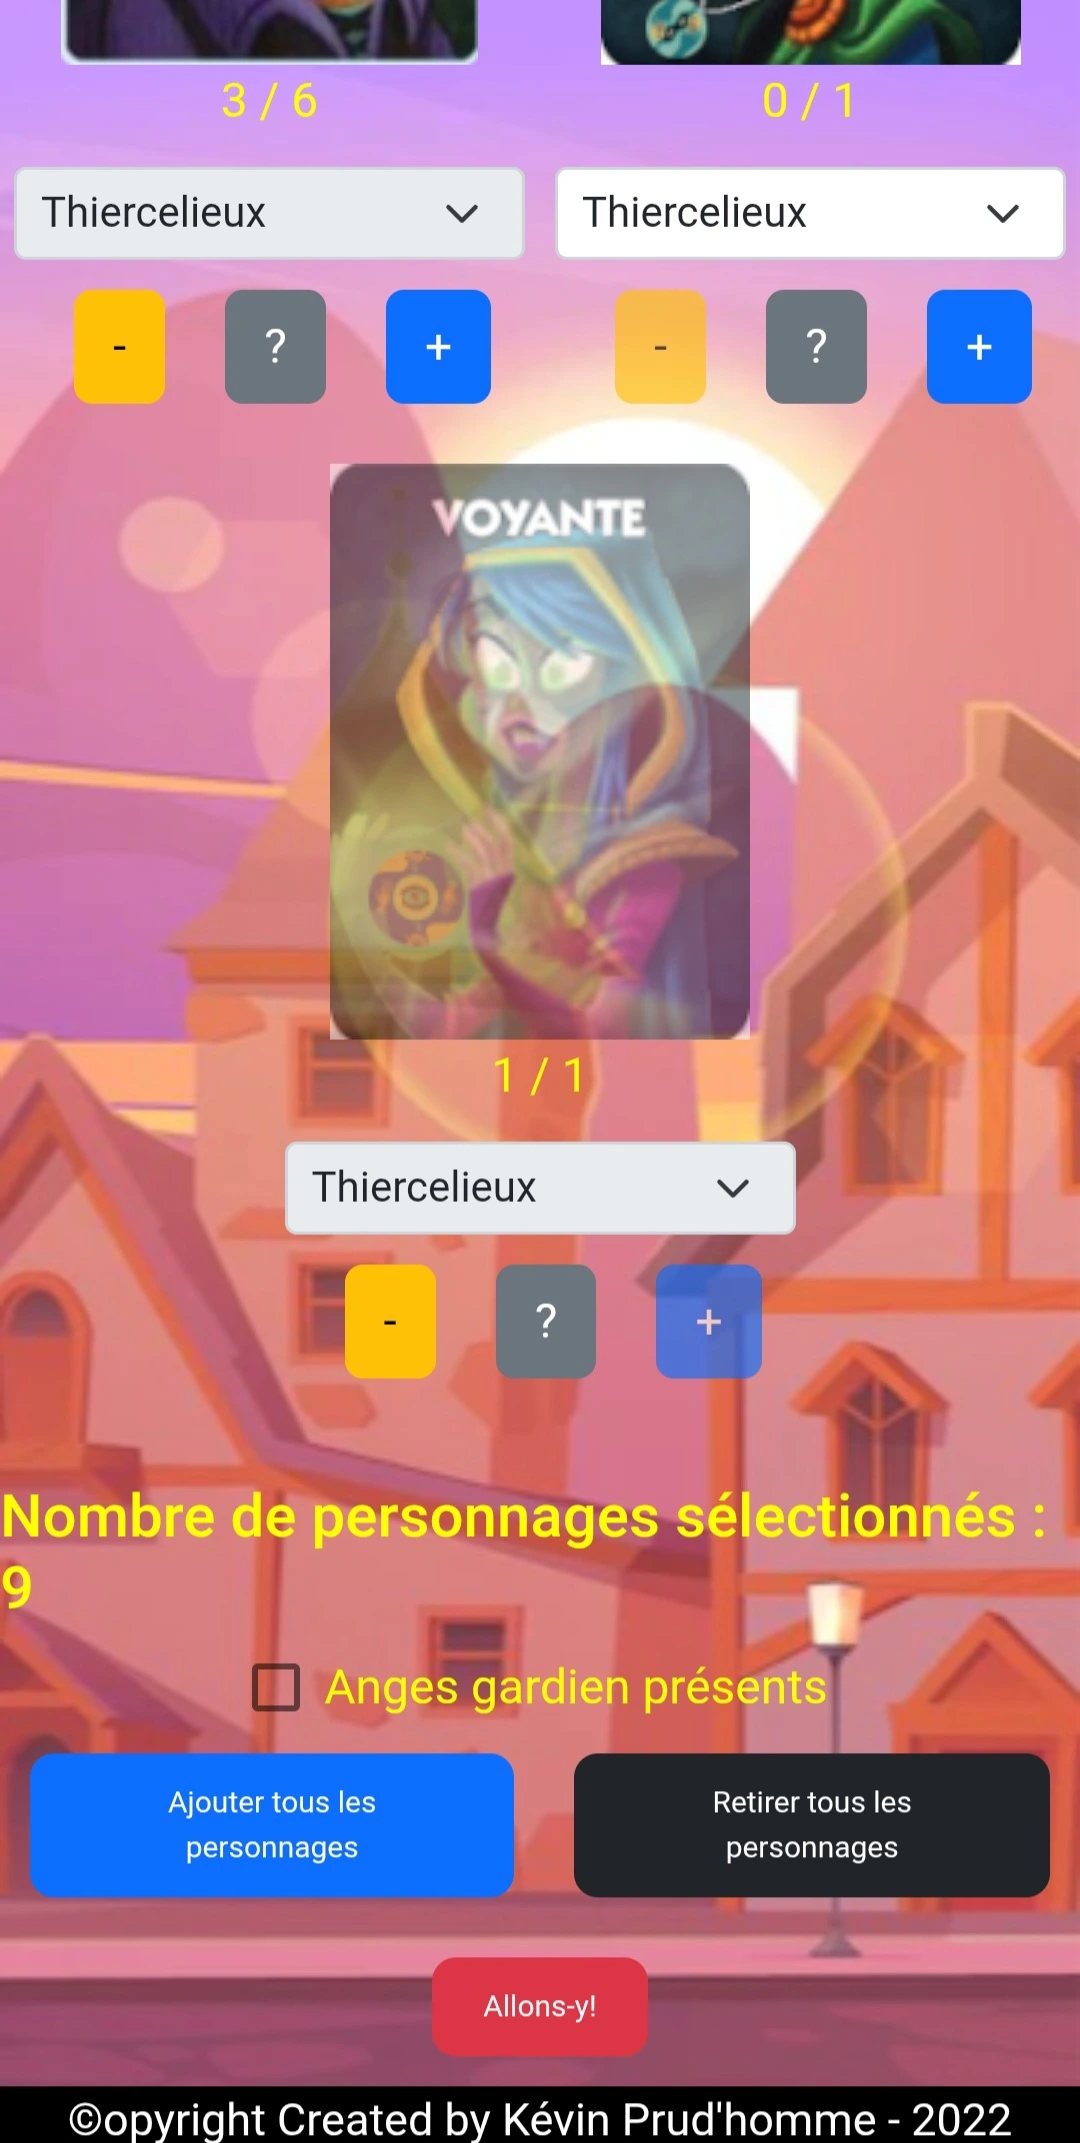 3 / 6
0 / 1
Thiercelieux
Thiercelieux
-
?
+
-
?
+
VOYANTE
1 / 1
Thiercelieux
-
?
+
Nombre de personnages sélectionnés :
9
Anges gardien présents
Ajouter tous les
personnages
Retirer tous les
personnages
Allons-y!
©opyright Created by Kévin Prud'homme - 2022